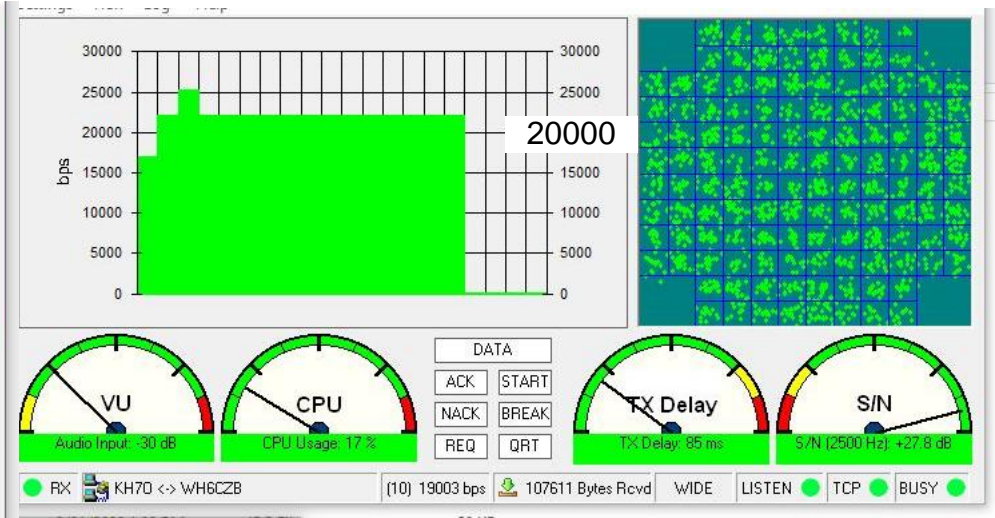 30000 30000
25000 25000
20000 20000
bps
15000 15000
10000 10000
5000 5000
0 0
DATA
ACK START
NACK BREAK
REQ QRT
VU
Audio Input: -30 dB
CPU
CPU Usage: 17 %
TX Delay
TX Delay: 85 ms
S/N
S/N (2500 Hz): +27.8 dB
RX KH7O <-> WH6CZB (10) 19003 bps 107611 Bytes Rcvd WIDE LISTEN TCP BUSY